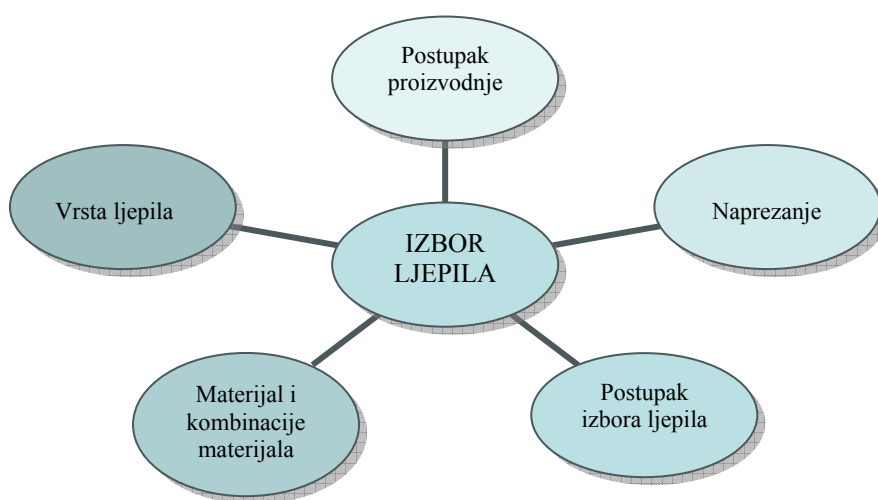 Postupak
proizvodnje
Vrsta ljepila
Naprezanje
IZBOR
LJEPILA
Materijal i
kombinacije
materijala
Postupak
izbora ljepila